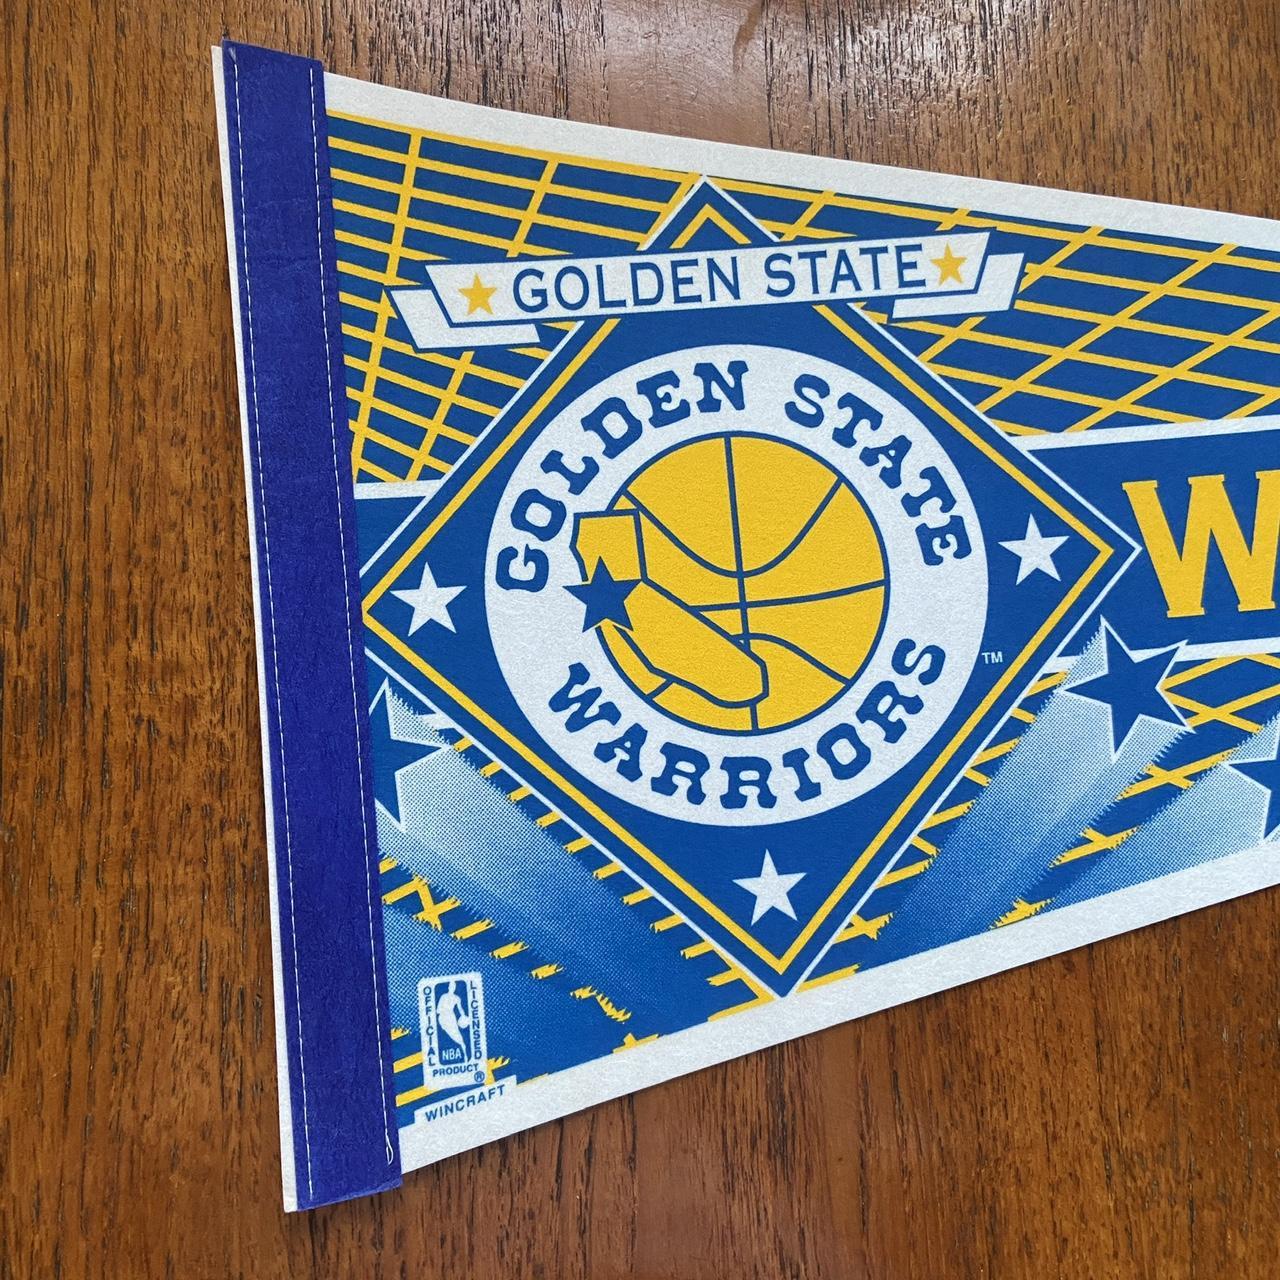 GOLDEN STATE
GOLDEN STATE
WARRIORS
TM
W
OFFICIAL
LICENSED
NBA
PRODUCT ®
WINCRAFT